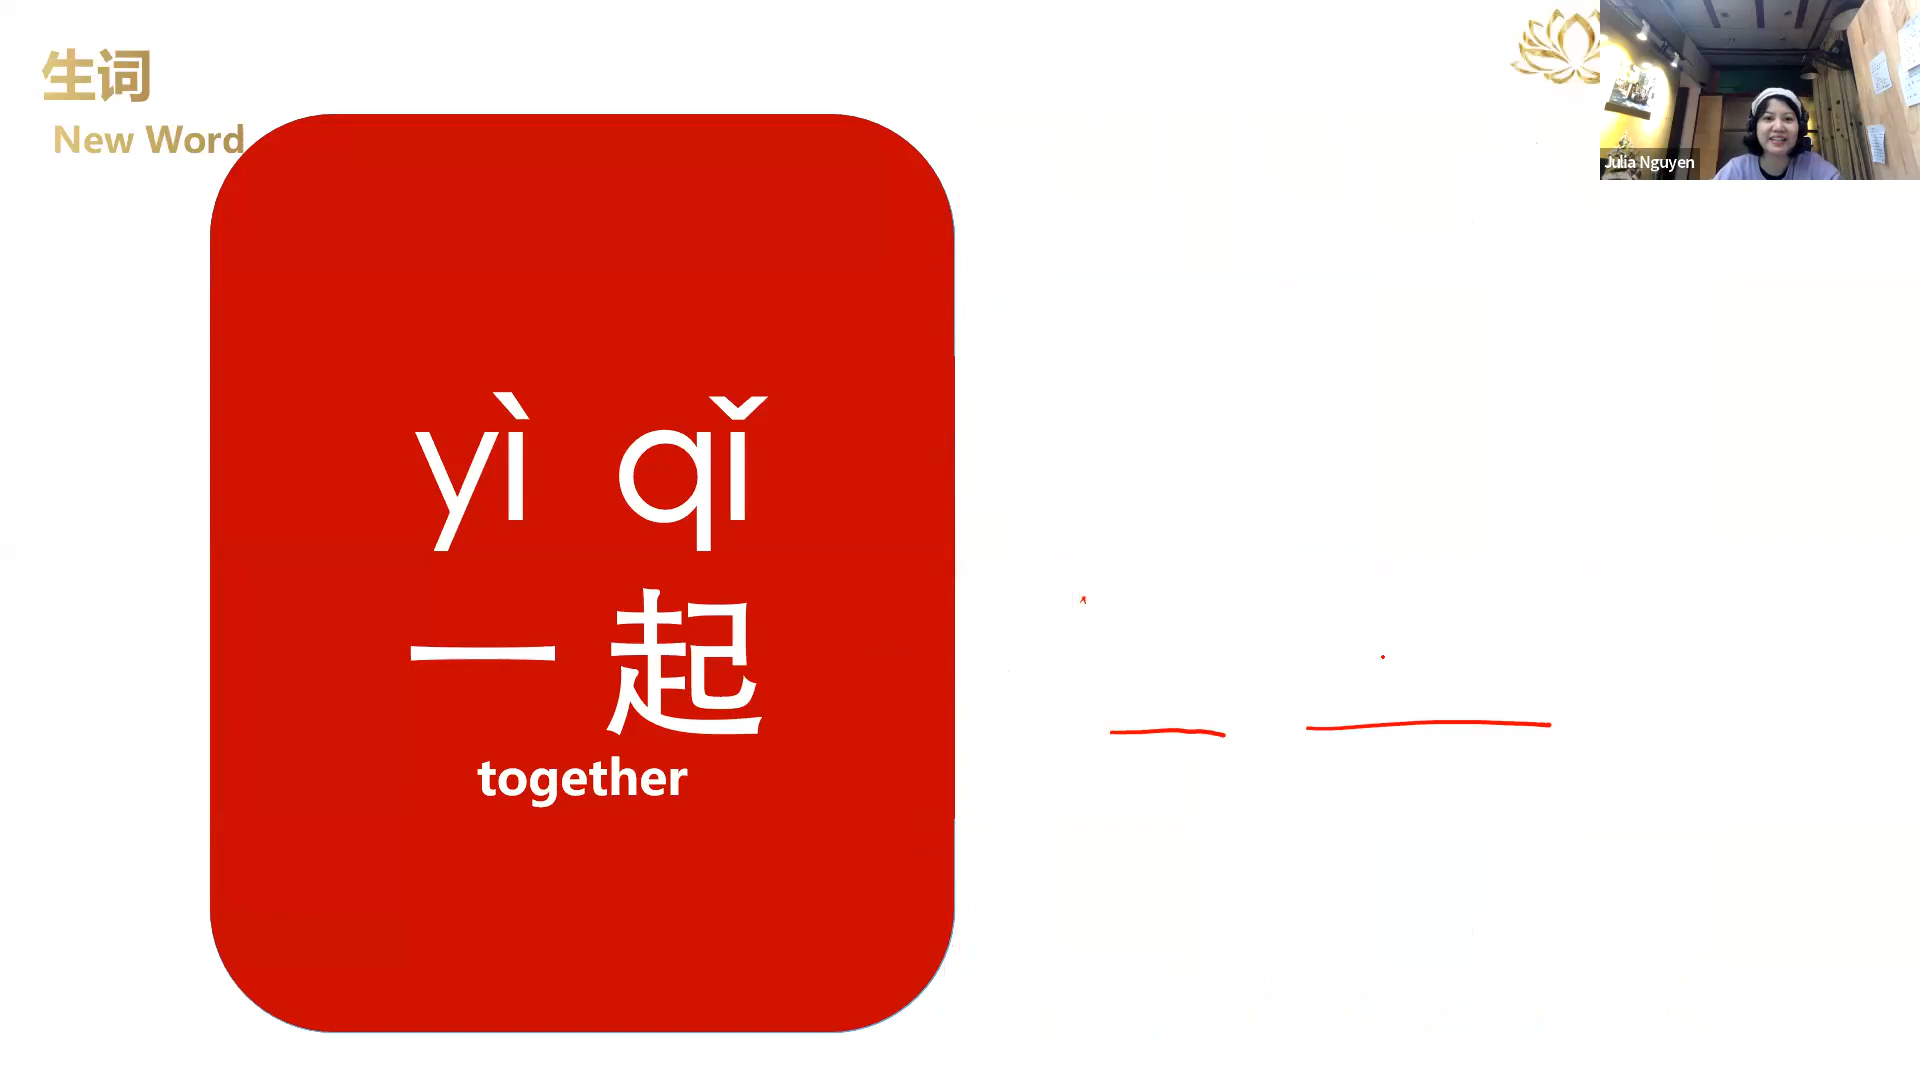 生词
New Word
Julia Nguyen
yì qǐ
一起
together